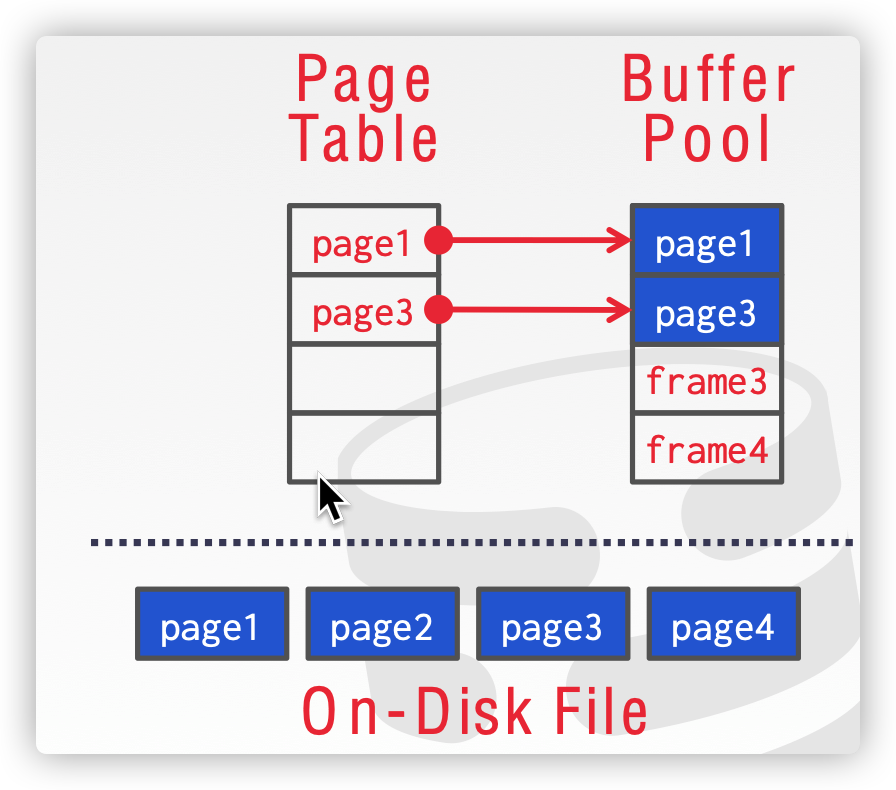 Page
Table
Buffer
Pool
page1
page3
page1
page3
frame3
frame4
page1 page2 page3 page4
On-Disk File